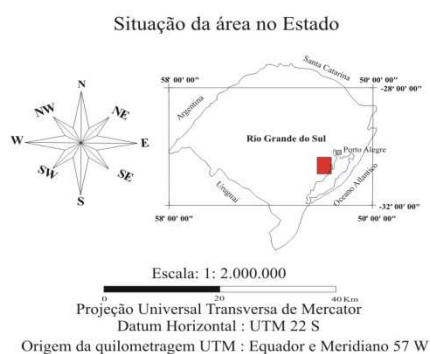 Situação da área no Estado
58 00' 00"
50 00' 00"
Santa Catarina
-28 00' 00"
N
NW
NE
Argentina
W
E
Rio Grande do Sul
Porto Alegre
SW
SE
S
Uruguai
Oceano Atlantico
-32' 00' 00"
58 00' 00"
50 00' 00"
Escala: 1: 2.000.000
0 20 40 Km
Projeção Universal Transversa de Mercator
Datum Horizontal : UTM 22 S
Origem da quilometragem UTM : Equador e Meridiano 57 W